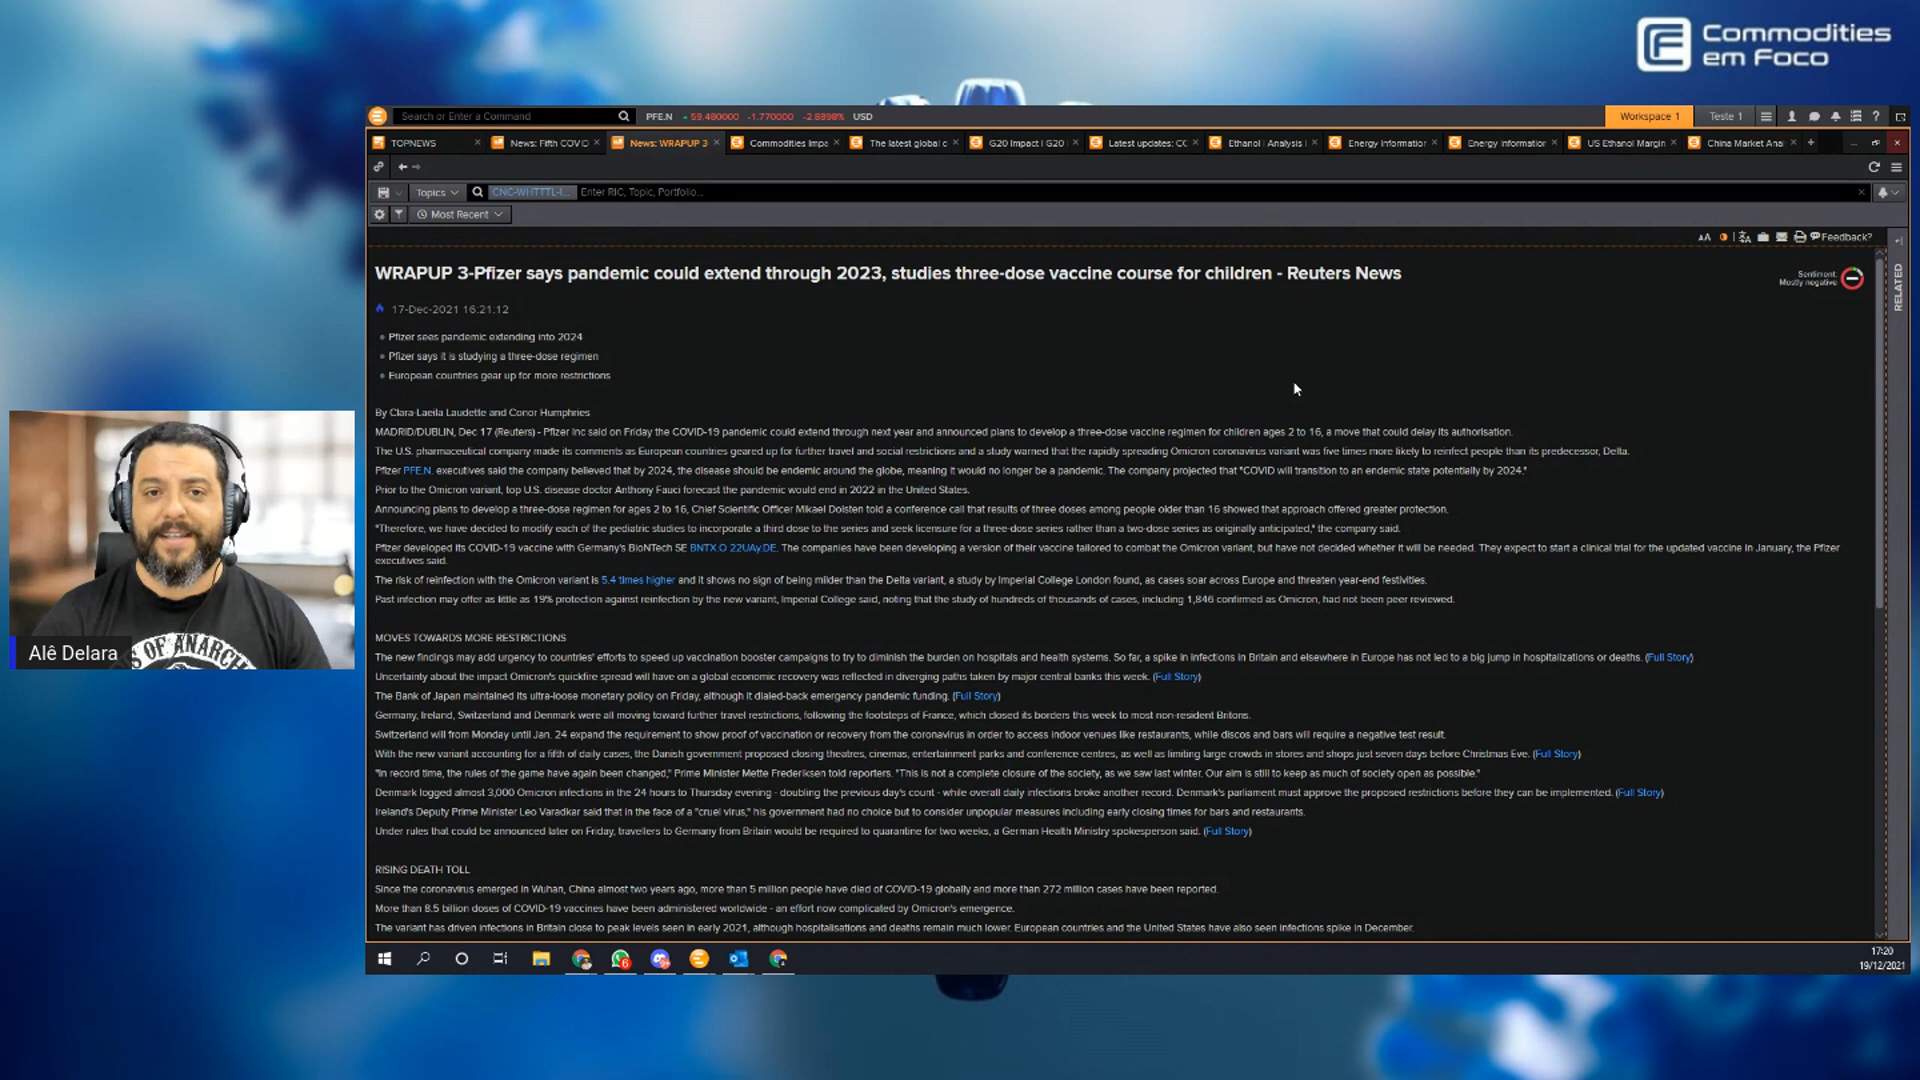 Commodities
em Foco
Search or Enter a Command
PFE.N 59.480000 -1.770000 -2.8898% USD
Workspace 1
Teste 1
TOPNEWS
News: Fifth COVID
News: WRAPUP 3
Commodities Impa
The latest global c
G20 Impact | G20
Latest updates: CC
Ethanol | Analysis |
Energy Information
Energy Information
US Ethanol Margin
China Market Ana
Topics
CNC-WHTTTL-I...
Enter RIC, Topic, Portfolio...
Most Recent
AA
Feedback?
RELATED
WRAPUP 3-Pfizer says pandemic could extend through 2023, studies three-dose vaccine course for children - Reuters News
Sentiment:
Mostly negative
17-Dec-2021 16:21:12
Pfizer sees pandemic extending into 2024
Pfizer says it is studying a three-dose regimen
European countries gear up for more restrictions
By Clara-Laeila Laudette and Conor Humphries
MADRID/DUBLIN, Dec 17 (Reuters) - Pfizer Inc said on Friday the COVID-19 pandemic could extend through next year and announced plans to develop a three-dose vaccine regimen for children ages 2 to 16, a move that could delay its authorisation.
The U.S. pharmaceutical company made its comments as European countries geared up for further travel and social restrictions and a study warned that the rapidly spreading Omicron coronavirus variant was five times more likely to reinfect people than its predecessor, Delta.
Pfizer PFE.N, executives said the company believed that by 2024, the disease should be endemic around the globe, meaning it would no longer be a pandemic. The company projected that "COVID will transition to an endemic state potentially by 2024."
Prior to the Omicron variant, top U.S. disease doctor Anthony Fauci forecast the pandemic would end in 2022 in the United States.
Announcing plans to develop a three-dose regimen for ages 2 to 16, Chief Scientific Officer Mikael Dolsten told a conference call that results of three doses among people older than 16 showed that approach offered greater protection.
"Therefore, we have decided to modify each of the pediatric studies to incorporate a third dose to the series and seek licensure for a three-dose series rather than a two-dose series as originally anticipated," the company said.
Pfizer developed its COVID-19 vaccine with Germany's BioNTech SE BNTX.O 22UAy.DE. The companies have been developing a version of their vaccine tailored to combat the Omicron variant, but have not decided whether it will be needed. They expect to start a clinical trial for the updated vaccine in January, the Pfizer
executives said.
The risk of reinfection with the Omicron variant is 5.4 times higher and it shows no sign of being milder than the Delta variant, a study by Imperial College London found, as cases soar across Europe and threaten year-end festivities.
Past infection may offer as little as 19% protection against reinfection by the new variant, Imperial College said, noting that the study of hundreds of thousands of cases, including 1,846 confirmed as Omicron, had not been peer reviewed.
MOVES TOWARDS MORE RESTRICTIONS
The new findings may add urgency to countries' efforts to speed up vaccination booster campaigns to try to diminish the burden on hospitals and health systems. So far, a spike in infections in Britain and elsewhere in Europe has not led to a big jump in hospitalizations or deaths. (Full Story)
Uncertainty about the impact Omicron's quickfire spread will have on a global economic recovery was reflected in diverging paths taken by major central banks this week. (Full Story)
The Bank of Japan maintained its ultra-loose monetary policy on Friday, although it dialed-back emergency pandemic funding. (Full Story)
Germany, Ireland, Switzerland and Denmark were all moving toward further travel restrictions, following the footsteps of France, which closed its borders this week to most non-resident Britons.
Switzerland will from Monday until Jan. 24 expand the requirement to show proof of vaccination or recovery from the coronavirus in order to access indoor venues like restaurants, while discos and bars will require a negative test result.
With the new variant accounting for a fifth of daily cases, the Danish government proposed closing theatres, cinemas, entertainment parks and conference centres, as well as limiting large crowds in stores and shops just seven days before Christmas Eve. (Full Story)
"In record time, the rules of the game have again been changed," Prime Minister Mette Frederiksen told reporters. "This is not a complete closure of the society, as we saw last winter. Our aim is still to keep as much of society open as possible."
Denmark logged almost 3,000 Omicron infections in the 24 hours to Thursday evening - doubling the previous day's count - while overall daily infections broke another record. Denmark's parliament must approve the proposed restrictions before they can be implemented. (Full Story)
Ireland's Deputy Prime Minister Leo Varadkar said that in the face of a "cruel virus," his government had no choice but to consider unpopular measures including early closing times for bars and restaurants.
Under rules that could be announced later on Friday, travellers to Germany from Britain would be required to quarantine for two weeks, a German Health Ministry spokesperson said. (Full Story)
RISING DEATH TOLL
Since the coronavirus emerged in Wuhan, China almost two years ago, more than 5 million people have died of COVID-19 globally and more than 272 million cases have been reported.
More than 8.5 billion doses of COVID-19 vaccines have been administered worldwide - an effort now complicated by Omicron's emergence.
The variant has driven infections in Britain close to peak levels seen in early 2021, although hospitalisations and deaths remain much lower. European countries and the United States have also seen infections spike in December.
S OF ANARCH
Alê Delara
6
17:20
19/12/2021